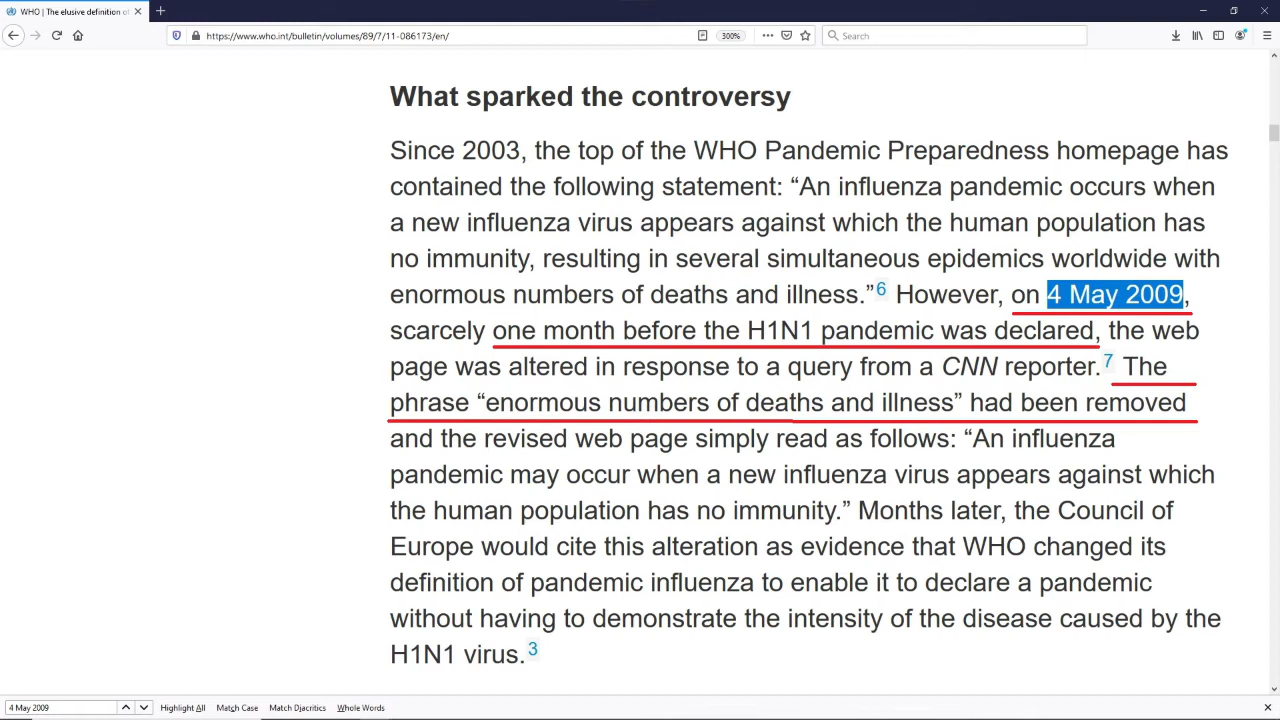 WHO | The elusive definition of
https://www.who.int/bulletin/volumes/89/7/11-086173/en/
300%
Search
What sparked the controversy
Since 2003, the top of the WHO Pandemic Preparedness homepage has
contained the following statement: “An influenza pandemic occurs when
a new influenza virus appears against which the human population has
no immunity, resulting in several simultaneous epidemics worldwide with
enormous numbers of deaths and illness.”6 However, on 4 May 2009,
scarcely one month before the H1N1 pandemic was declared, the web
page was altered in response to a query from a CNN reporter.7 The
phrase “enormous numbers of deaths and illness” had been removed
and the revised web page simply read as follows: “An influenza
pandemic may occur when a new influenza virus appears against which
the human population has no immunity.” Months later, the Council of
Europe would cite this alteration as evidence that WHO changed its
definition of pandemic influenza to enable it to declare a pandemic
without having to demonstrate the intensity of the disease caused by the
H1N1 virus.3
4 May 2009
Highlight All
Match Case
Match Diacritics
Whole Words